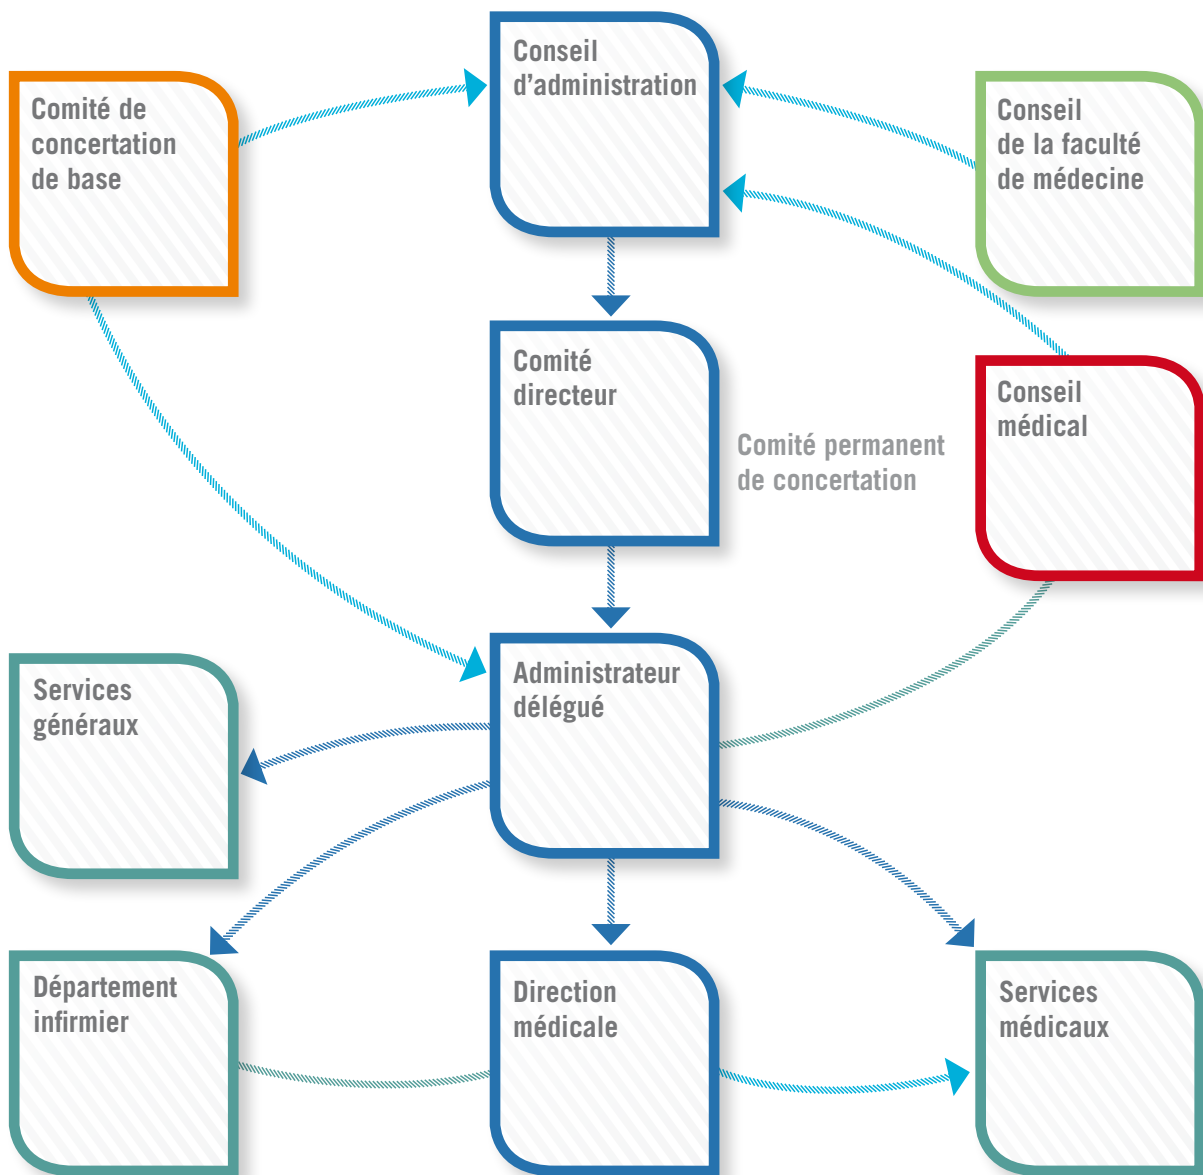 Conseil
d'administration
Comité de
concertation
de base
Conseil
de la faculté
de médecine
Comité
directeur
Conseil
médical
Comité permanent
de concertation
Administrateur
délégué
Services
généraux
Département
infirmier
Direction
médicale
Services
médicaux